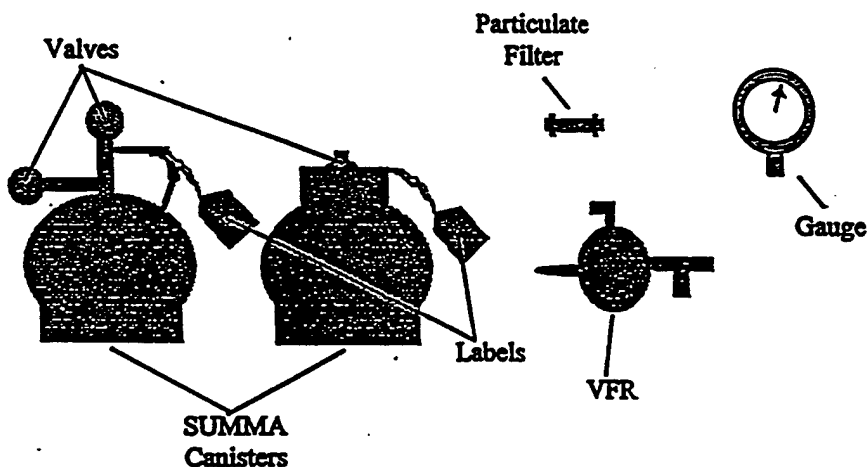 Particulate
Filter
Valves
Gauge
Labels
VFR
SUMMA
Canisters